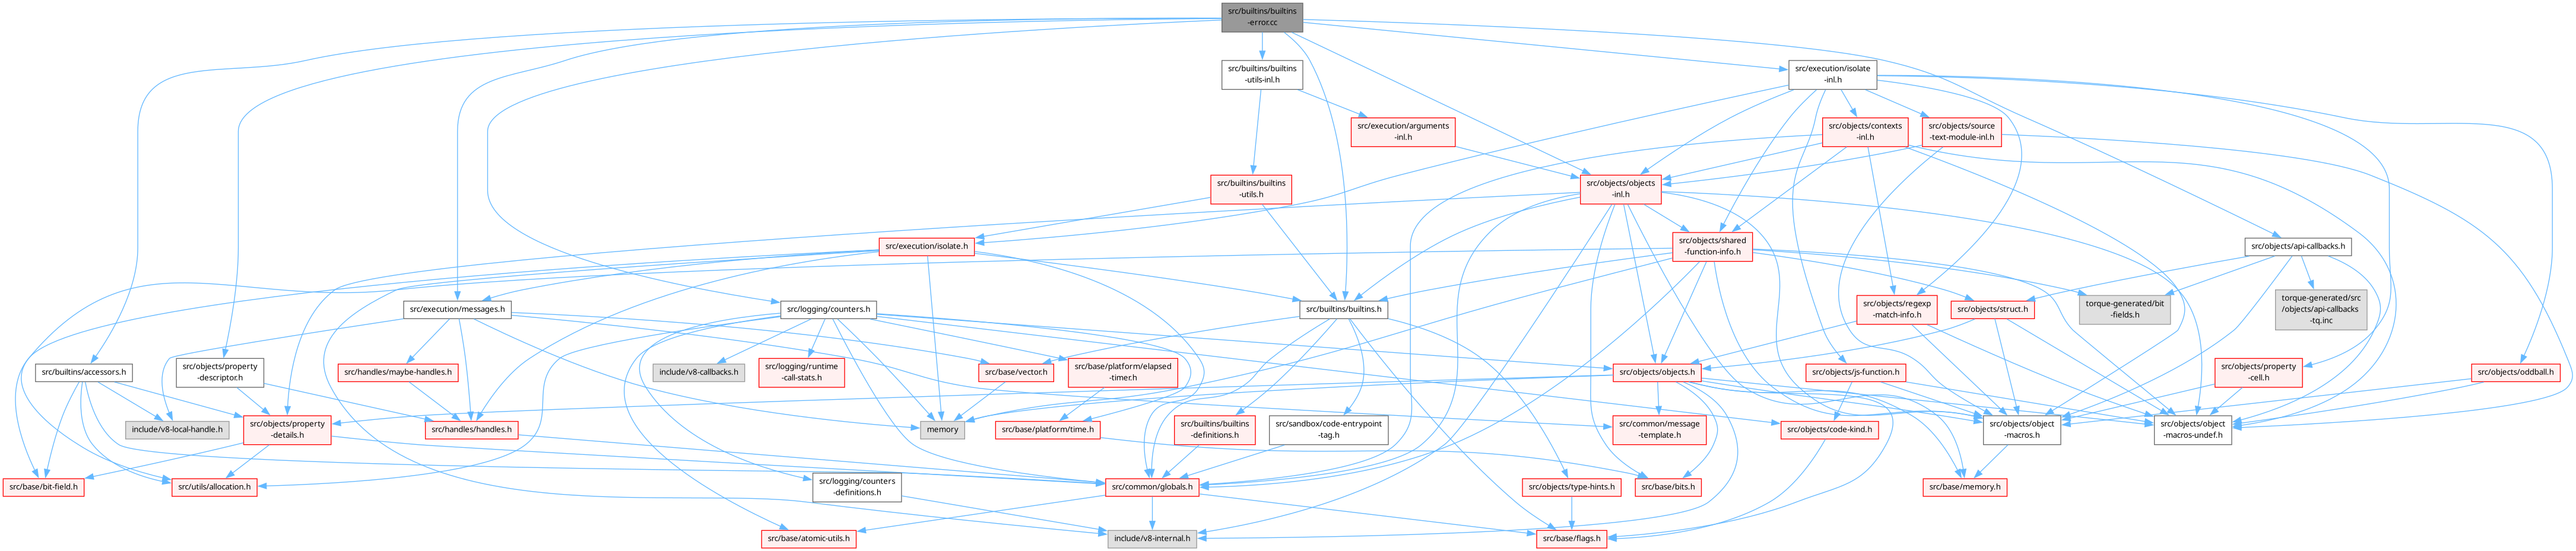 src/builtins/builtins
-error.cc
src/builtins/builtins
-utils-inl.h
src/execution/isolate
-inl.h
src/execution/arguments
-inl.h
src/objects/contexts
-inl.h
src/objects/source
-text-module-inl.h
src/builtins/builtins
-utils.h
src/objects/objects
-inl.h
src/execution/isolate.h
src/objects/shared
-function-info.h
src/objects/api-callbacks.h
src/execution/messages.h
src/logging/counters.h
src/builtins/builtins.h
src/objects/regexp
-match-info.h
src/objects/struct.h
torque-generated/bit
-fields.h
torque-generated/src
/objects/api-callbacks
-tq.inc
src/builtins/accessors.h
src/objects/property
-descriptor.h
src/handles/maybe-handles.h
include/v8-callbacks.h
src/logging/runtime
-call-stats.h
src/base/vector.h
src/base/platform/elapsed
-timer.h
src/objects/objects.h
src/objects/js-function.h
src/objects/property
-cell.h
src/objects/oddball.h
include/v8-local-handle.h
src/objects/property
-details.h
src/handles/handles.h
memory
src/base/platform/time.h
src/builtins/builtins
-definitions.h
src/sandbox/code-entrypoint
-tag.h
src/common/message
-template.h
src/objects/code-kind.h
src/objects/object
-macros.h
src/objects/object
-macros-undef.h
src/base/bit-field.h
src/utils/allocation.h
src/logging/counters
-definitions.h
src/common/globals.h
src/objects/type-hints.h
src/base/bits.h
src/base/memory.h
src/base/atomic-utils.h
include/v8-internal.h
src/base/flags.h